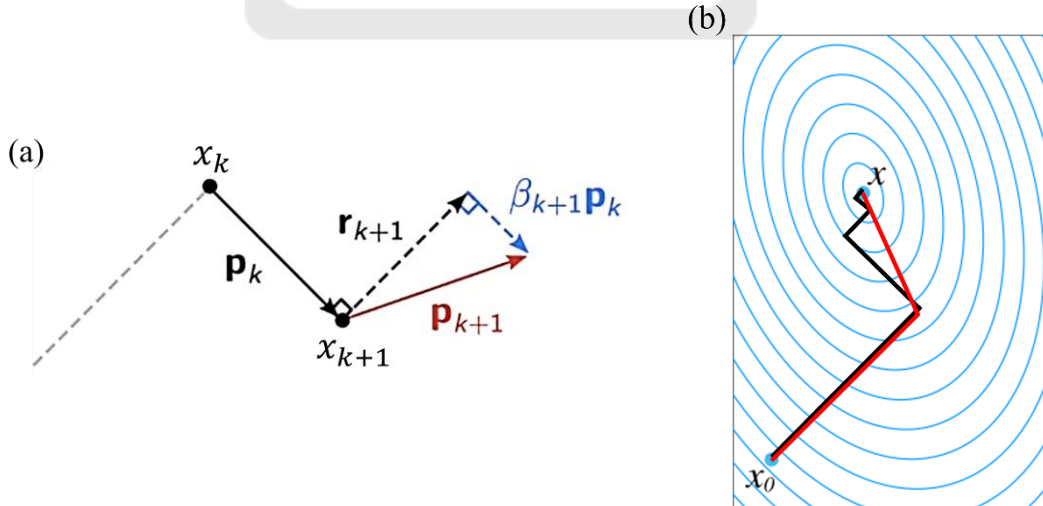 (a)
x_k
p_k
x_{k+1}
r_{k+1}
β_{k+1}p_k
p_{k+1}
(b)
x
x_0